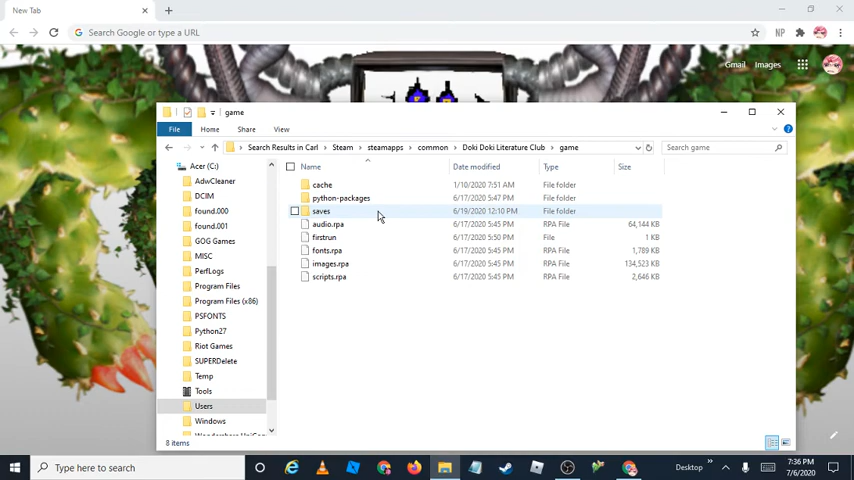 New Tab
Search Google or type a URL
NP
Gmail Images
game
File Home Share View
Search Results in Carl Steam steamapps common Doki Doki Literature Club game
Search game
Acer (C:)
AdwCleaner
DCIM
found.000
found.001
GOG Games
MISC
PerfLogs
Program Files
Program Files (x86)
PSFONTS
Python27
Riot Games
SUPERDelete
Temp
Tools
Users
Windows
Name Date modified Type Size
cache 1/10/2020 7:51 AM File folder
python-packages 6/17/2020 5:47 PM File folder
saves 6/19/2020 12:10 PM File folder
audio.rpa 6/17/2020 5:45 PM RPA File 64,144 KB
firstrun 6/17/2020 5:50 PM File 1 KB
fonts.rpa 6/17/2020 5:45 PM RPA File 1,789 KB
images.rpa 6/17/2020 5:45 PM RPA File 134,523 KB
scripts.rpa 6/17/2020 5:45 PM RPA File 2,646 KB
8 items
Type here to search
Desktop
7:36 PM
7/6/2020